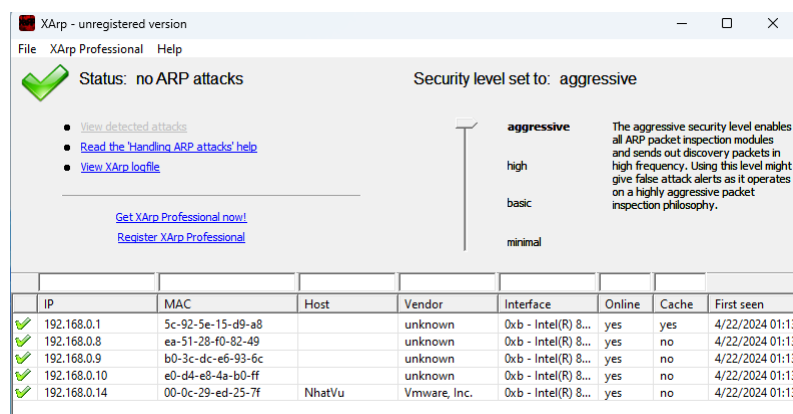 XArp - unregistered version
File XArp Professional Help
Status: no ARP attacks
Security level set to: aggressive
View detected attacks
Read the 'Handling ARP attacks' help
View XArp logfile
Get XArp Professional now!
Register XArp Professional
aggressive
high
basic
minimal
The aggressive security level enables
all ARP packet inspection modules
and sends out discovery packets in
high frequency. Using this level might
give false attack alerts as it operates
on a highly aggressive packet
inspection philosophy.
IP MAC Host Vendor Interface Online Cache First seen
192.168.0.1 5c-92-5e-15-d9-a8 unknown 0xb - Intel(R) 8... yes yes 4/22/2024 01:1
192.168.0.8 ea-51-28-f0-82-49 unknown 0xb - Intel(R) 8... yes no 4/22/2024 01:1
192.168.0.9 b0-3c-dc-e6-93-6c unknown 0xb - Intel(R) 8... yes no 4/22/2024 01:1
192.168.0.10 e0-d4-e8-4a-b0-ff unknown 0xb - Intel(R) 8... yes no 4/22/2024 01:1
192.168.0.14 00-0c-29-ed-25-7f NhatVu Vmware, Inc. 0xb - Intel(R) 8... yes no 4/22/2024 01:1